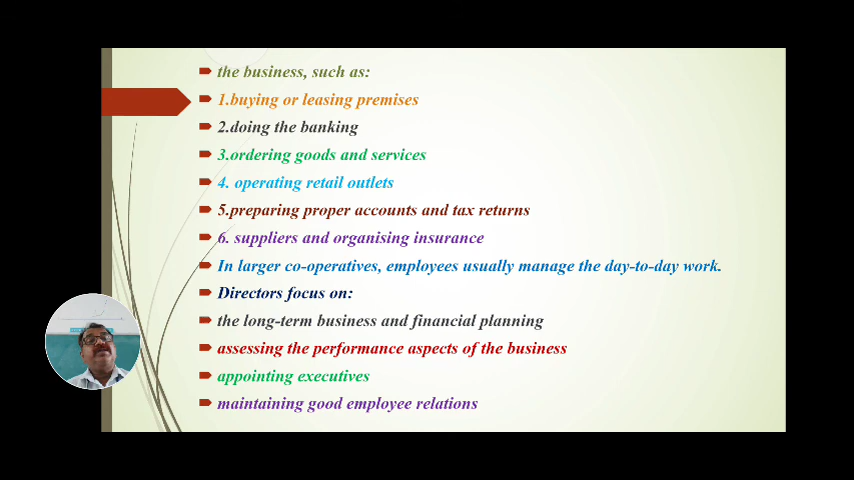 the business, such as:
1.buying or leasing premises
2.doing the banking
3.ordering goods and services
4. operating retail outlets
5.preparing proper accounts and tax returns
6. suppliers and organising insurance
In larger co-operatives, employees usually manage the day-to-day work.
Directors focus on:
the long-term business and financial planning
assessing the performance aspects of the business
appointing executives
maintaining good employee relations